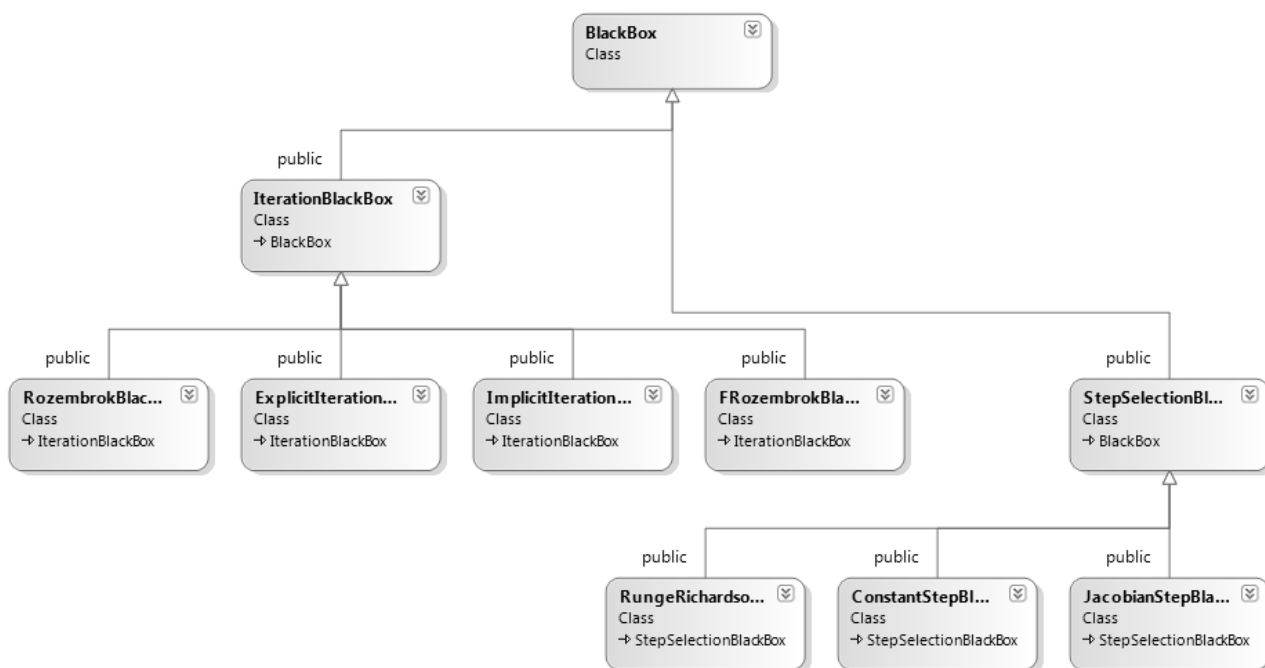 BlackBox
Class
public
IterationBlackBox
Class
BlackBox
public
public
public
public
public
RozembrokBlac...
Class
IterationBlackBox
ExplicitIteration...
Class
IterationBlackBox
ImplicitIteration...
Class
IterationBlackBox
FRozembrokBla...
Class
IterationBlackBox
StepSelectionBl...
Class
BlackBox
public
public
public
RungeRichardso...
Class
StepSelectionBlackBox
ConstantStepBl...
Class
StepSelectionBlackBox
JacobianStepBla...
Class
StepSelectionBlackBox